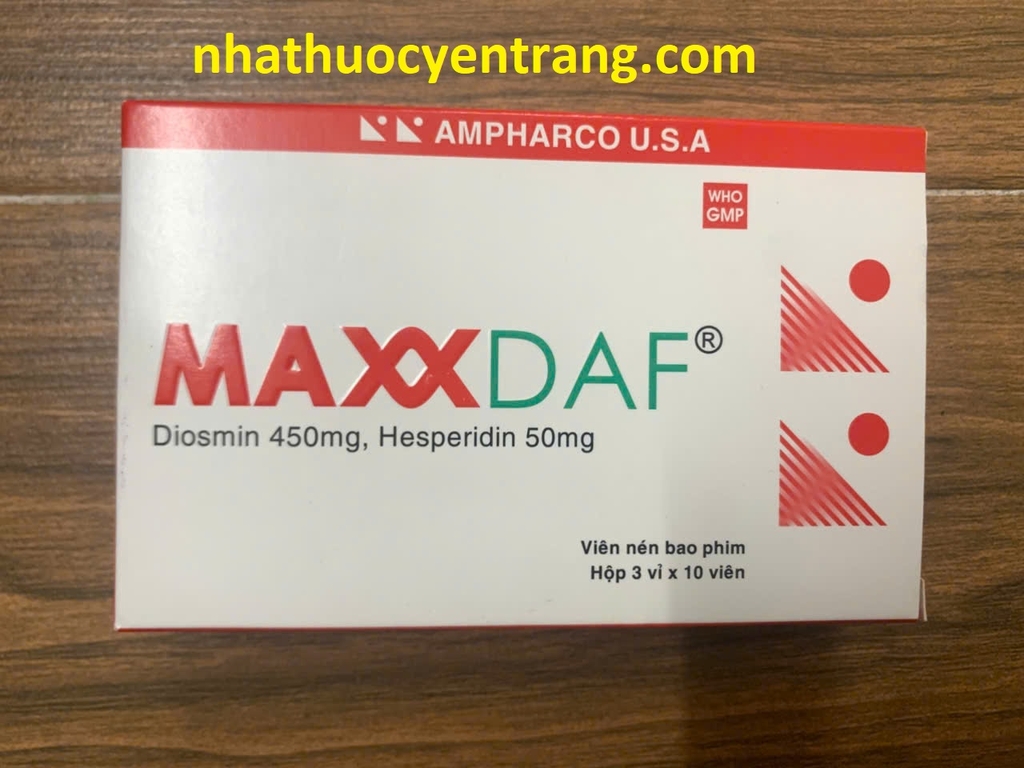 nhathuocyentrang.com
AMPHARCO U.S.A
WHO
GMP
MAXXDAF®
Diosmin 450mg, Hesperidin 50mg
Viên nén bao phim
Hộp 3 vỉ x 10 viên